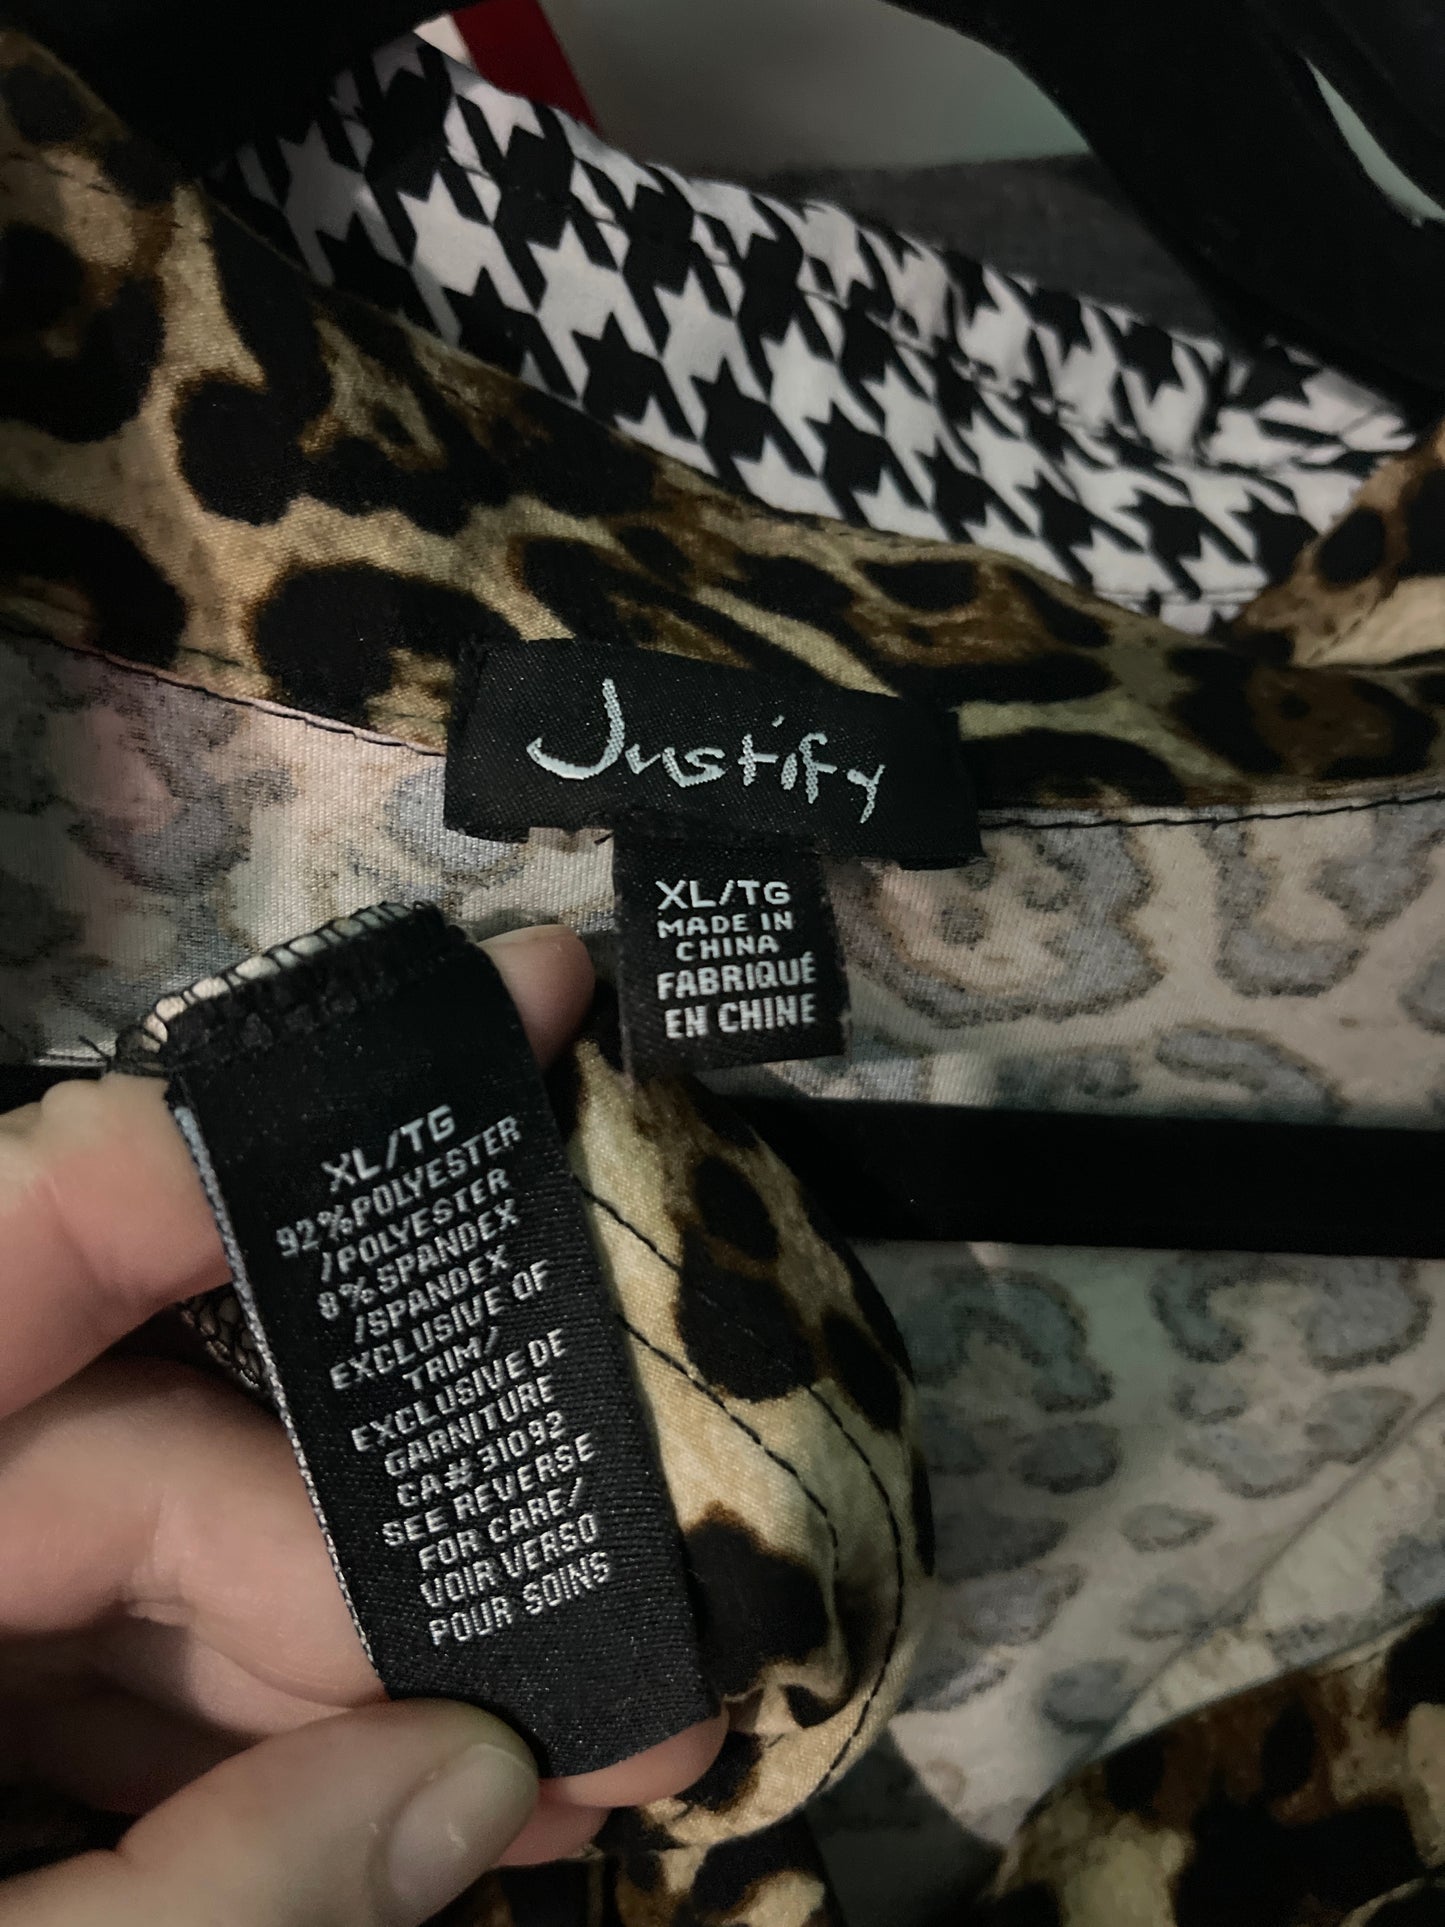 Justify
XL/TG
MADE IN
CHINA
FABRIQUÉ
EN CHINE
XL/TG
92%POLYESTER
/POLYESTER
8%SPANDEX
/SPANDEX
EXCLUSIVE OF
TRIM/
EXCLUSIVE DE
GARNITURE
CA#31092
SEE REVERSE
FOR CARE/
VOIR VERSO
POUR SOINS